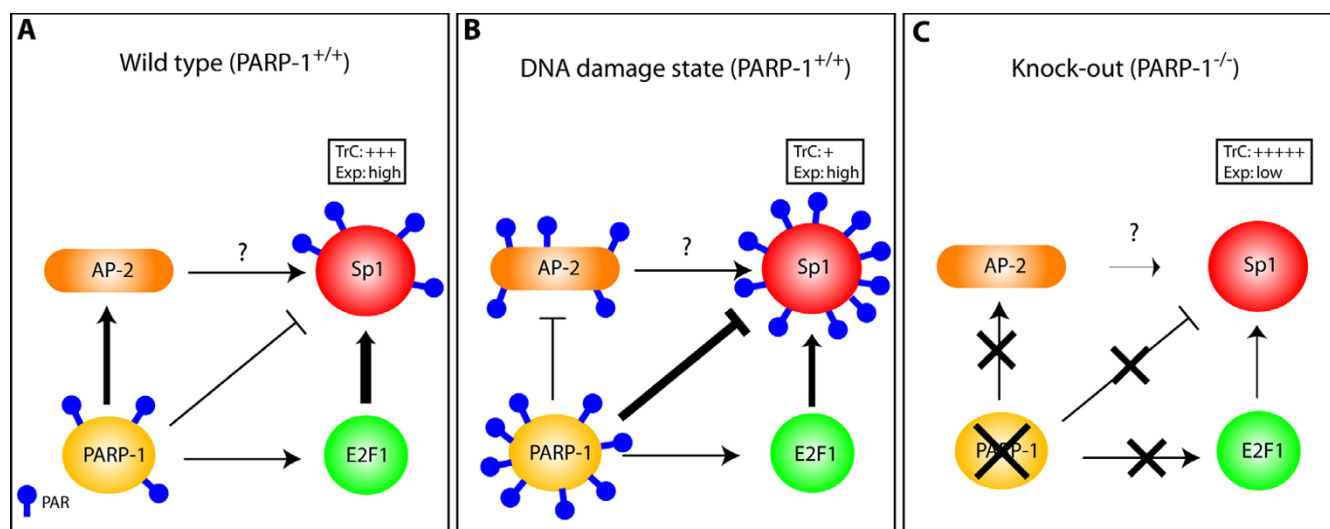 A
Wild type (PARP-1+/+)
TrC: +++
Exp: high
?
AP-2
Sp1
PARP-1
E2F1
PAR
B
DNA damage state (PARP-1+/+)
TrC: +
Exp: high
?
AP-2
Sp1
PARP-1
E2F1
C
Knock-out (PARP-1-/-)
TrC: +++++
Exp: low
?
AP-2
Sp1
PARP-1
E2F1